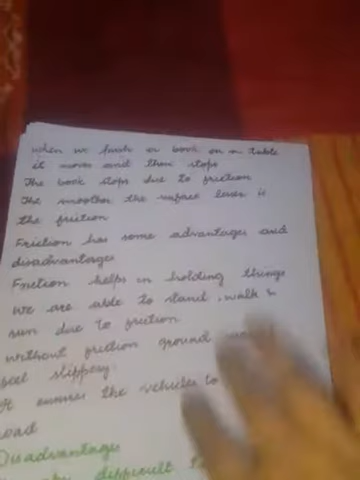 when we push a book on a table
it moves and then stops
The book stops due to friction
The smoother the surface lesser is
the friction
Friction has some advantages and
disadvantages
Friction helps in holding things
we are able to stand, walk n
run due to friction
without friction ground
feel slippery
It ensures the vehicles to
road
Disadvantages
difficult